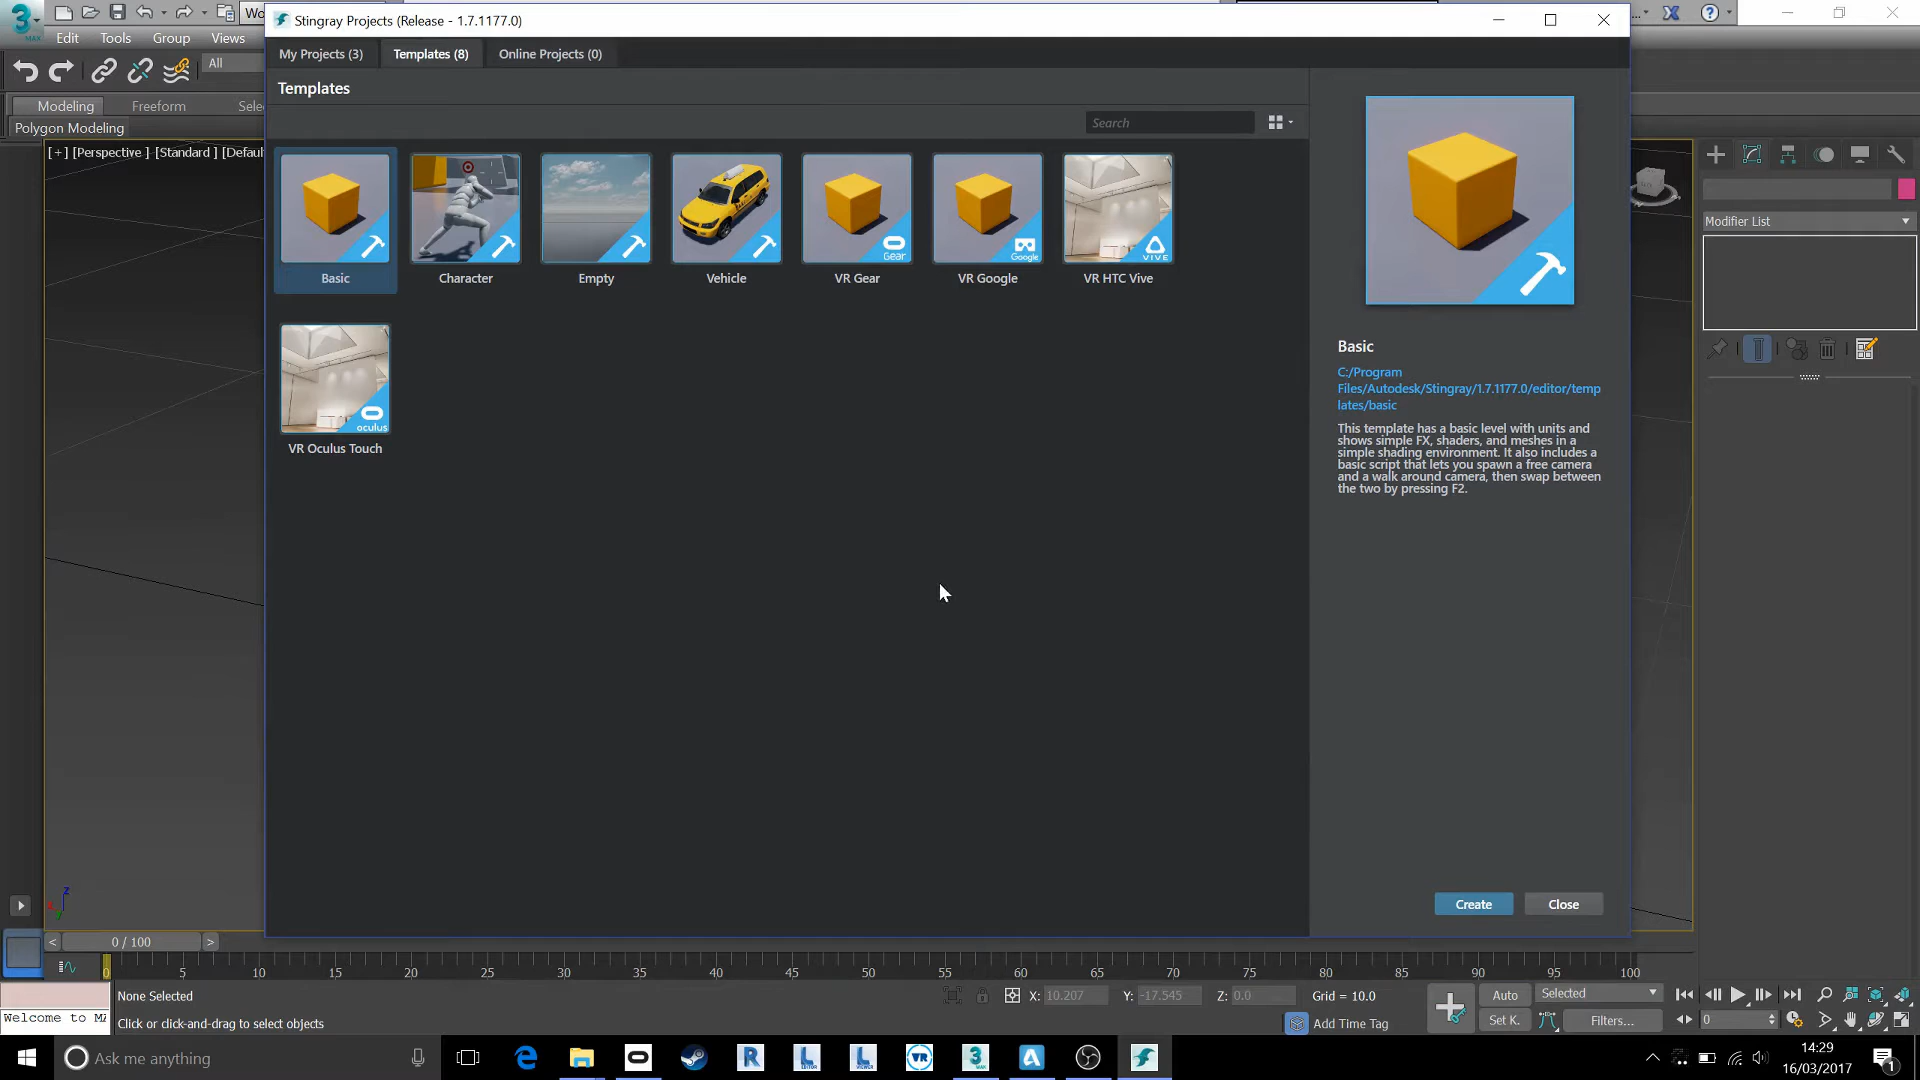 Stingray Projects (Release - 1.7.1177.0)
Edit Tools Group Views
My Projects (3) Templates (8) Online Projects (0)
All
Templates
Modeling Freeform Sele
Polygon Modeling
Search
[+] [Perspective ] [Standard ] [Defaul
Modifier List
Gear
Google
VIVE
Basic
Character
Empty
Vehicle
VR Gear
VR Google
VR HTC Vive
oculus
VR Oculus Touch
Basic
C:/Program
Files/Autodesk/Stingray/1.7.1177.0/editor/temp
lates/basic
This template has a basic level with units and
shows simple FX, shaders, and meshes in a
simple shading environment. It also includes a
basic script that lets you spawn a free camera
and a walk around camera, then swap between
the two by pressing F2.
Create Close
< 0 / 100 >
0 5 10 15 20 25 30 35 40 45 50 55 60 65 70 75 80 85 90 95 100
None Selected
X: 10.207 Y: -17.545 Z: 0.0 Grid = 10.0
Auto Selected
Welcome to MA
Click or click-and-drag to select objects
Add Time Tag
Set K. Filters... 0
Ask me anything
14:29
16/03/2017